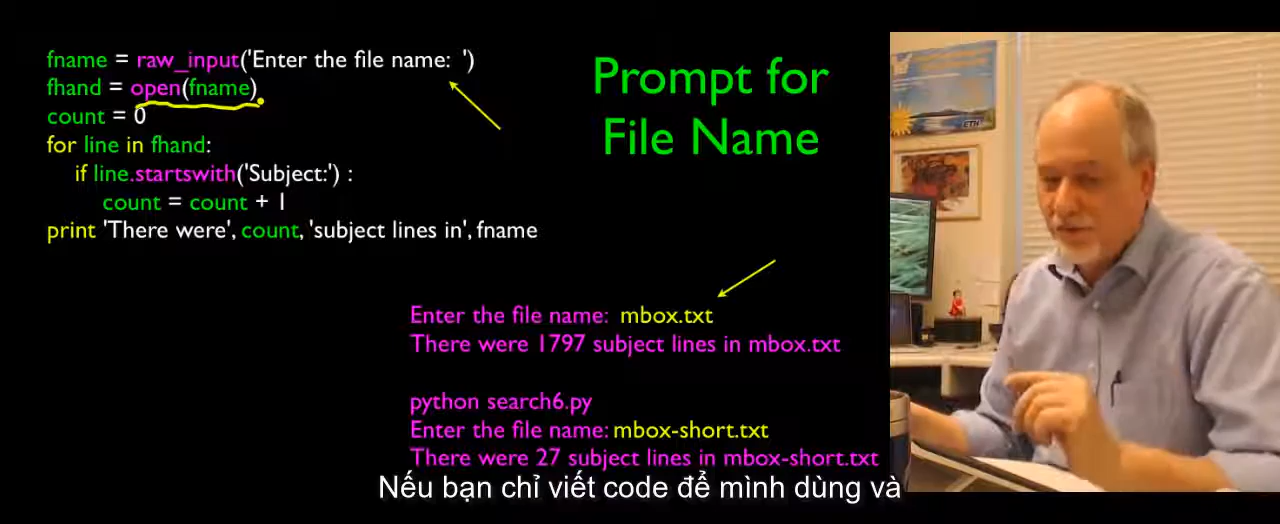 fname = raw_input('Enter the file name:  ')
fhand = open(fname)
count = 0
for line in fhand:
if line.startswith('Subject:') :
count = count + 1
print 'There were', count, 'subject lines in', fname
Prompt for
File Name
ETH
Enter the file name:  mbox.txt
There were 1797 subject lines in mbox.txt
python search6.py
Enter the file name: mbox-short.txt
There were 27 subject lines in mbox-short.txt
Nếu bạn chỉ viết code để mình dùng và